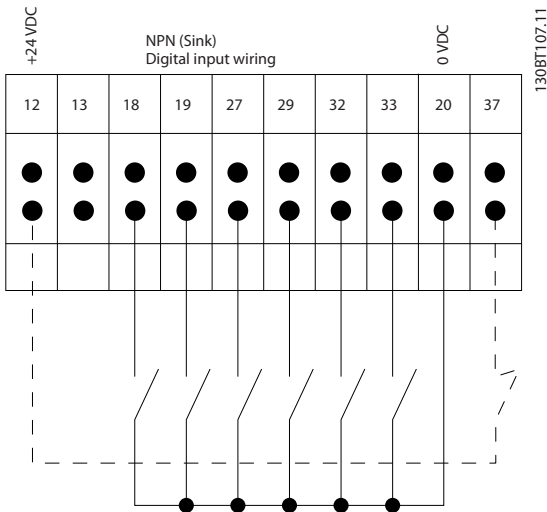 +24 VDC
NPN (Sink)
Digital input wiring
0 VDC
130BT107.11
12 13 18 19 27 29 32 33 20 37